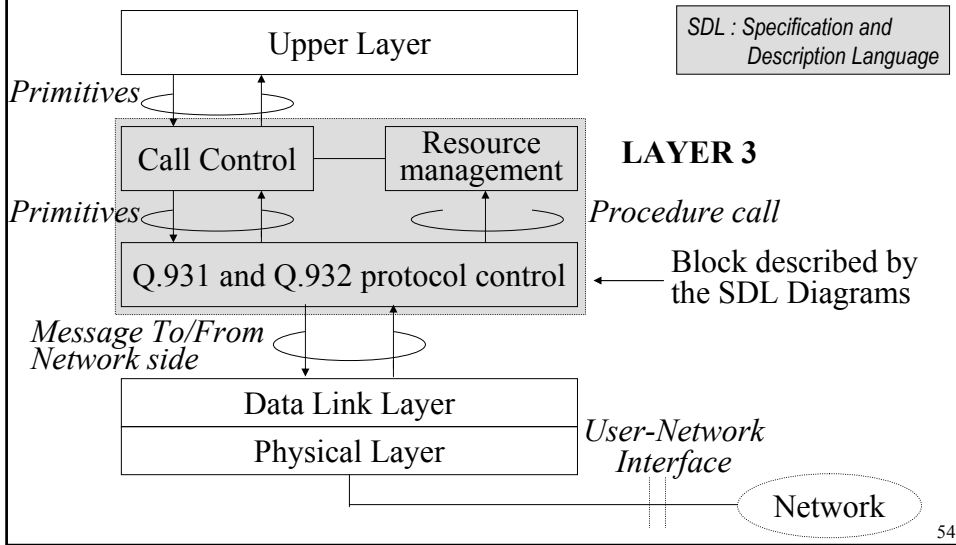 Upper Layer
SDL : Specification and
Description Language
Primitives
Call Control
Resource
management
LAYER 3
Primitives
Procedure call
Q.931 and Q.932 protocol control
Block described by
the SDL Diagrams
Message To/From
Network side
Data Link Layer
Physical Layer
User-Network
Interface
Network
54